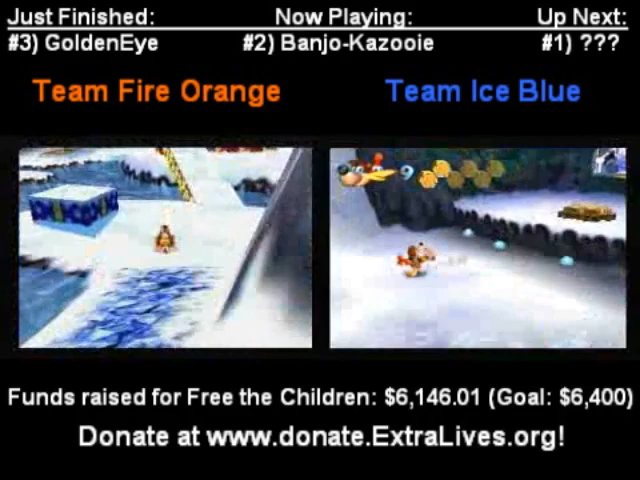 Just Finished: Now Playing: Up Next:
#3) GoldenEye #2) Banjo-Kazooie #1) ???
Team Fire Orange Team Ice Blue
9
Funds raised for Free the Children: $6,146.01 (Goal: $6,400)
Donate at www.donate.ExtraLives.org!